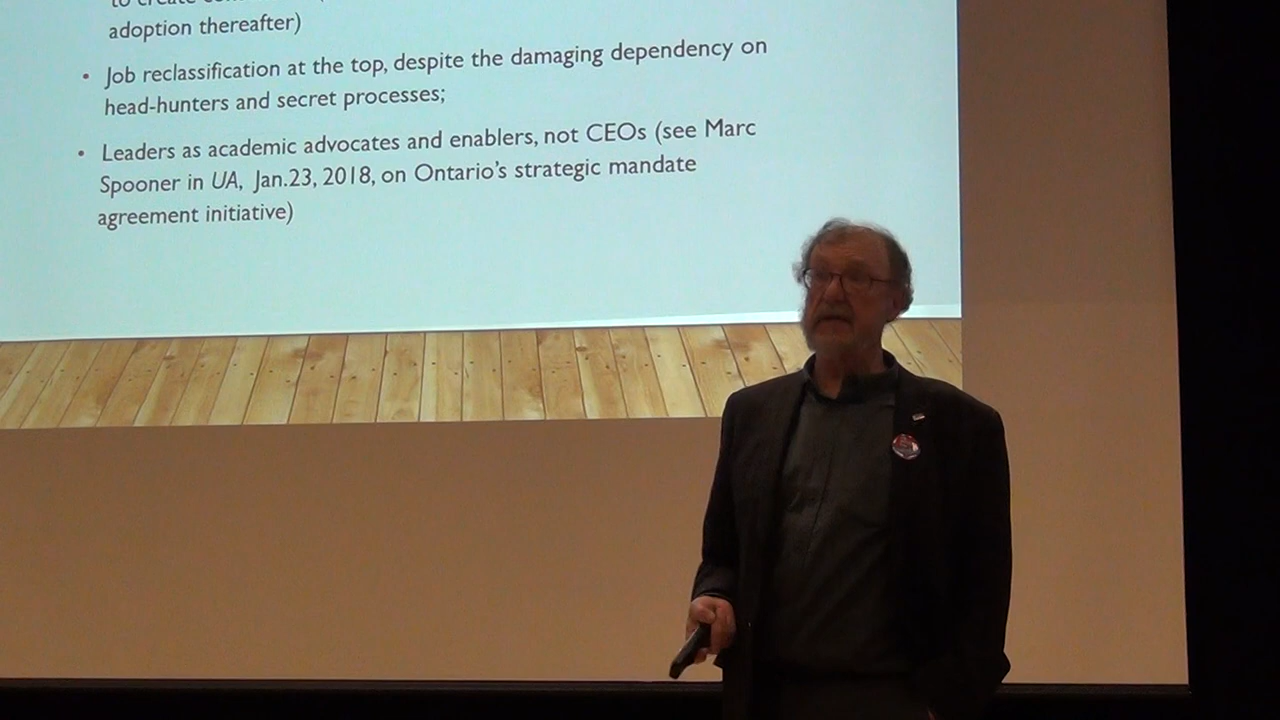 to create
adoption thereafter)
• Job reclassification at the top, despite the damaging dependency on
head-hunters and secret processes;
• Leaders as academic advocates and enablers, not CEOs (see Marc
Spooner in UA, Jan.23, 2018, on Ontario's strategic mandate
agreement initiative)